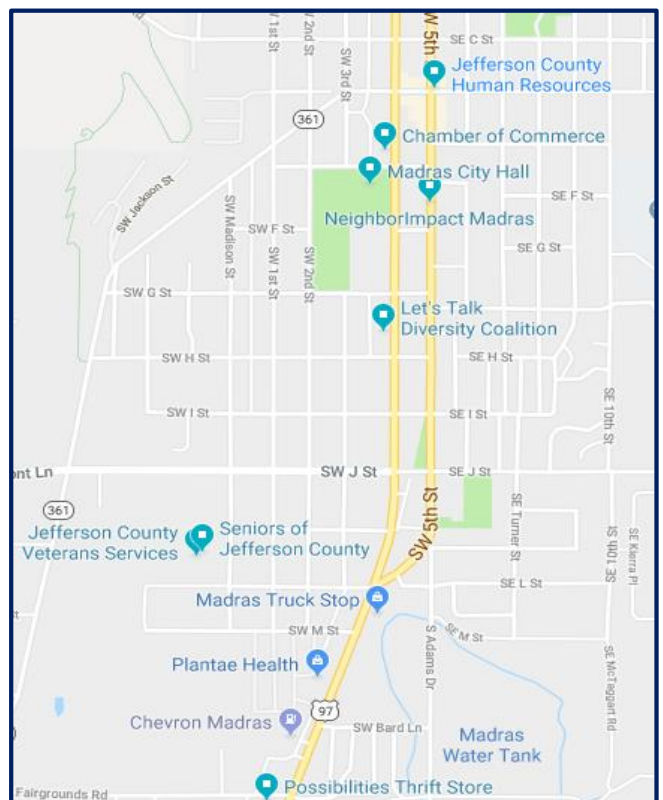 SW 1st St
SW 2nd St
SW 3rd St
SW 5th
SE C St
Jefferson County
Human Resources
361
Chamber of Commerce
Madras City Hall
SW Jackson St
SW Madison St
SE F St
NeighborImpact Madras
SW F St
SW 1st St
SW 2nd St
SE G St
SW G St
Let's Talk
Diversity Coalition
SW H St
SE H St
SW I St
SE I St
SE 10th St
ont Ln
SW J St
SE J St
361
Jefferson County
Veterans Services
Seniors of
Jefferson County
SW 5th St
SE Turner St
SE 10th St
SE Kierra Pl
Madras Truck Stop
SE L St
SW M St
SE M St
S Adams Dr
Plantae Health
SE McTaggart Rd
97
Chevron Madras
SW Bard Ln
Madras
Water Tank
Fairgrounds Rd
Possibilities Thrift Store